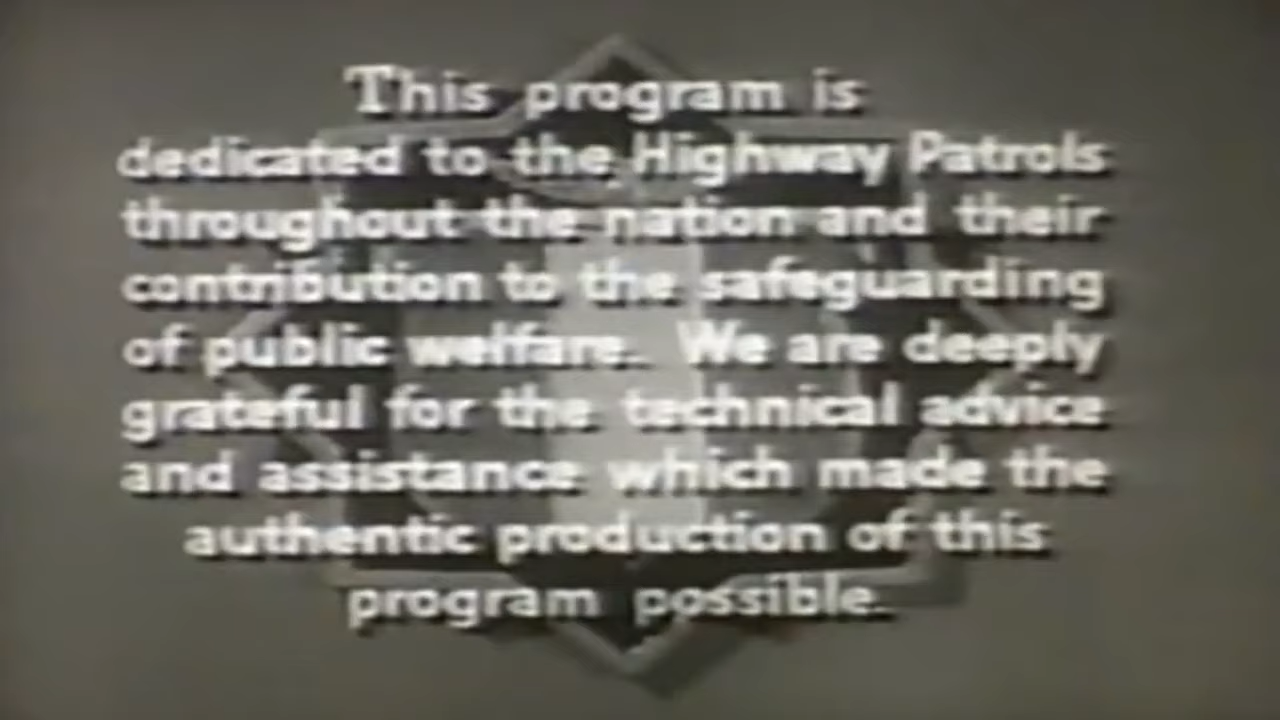 This program is
dedicated to the Highway Patrols
throughout the nation and their
contribution to the safeguarding
of public welfare. We are deeply
grateful for the technical advice
and assistance which made the
authentic production of this
program possible.